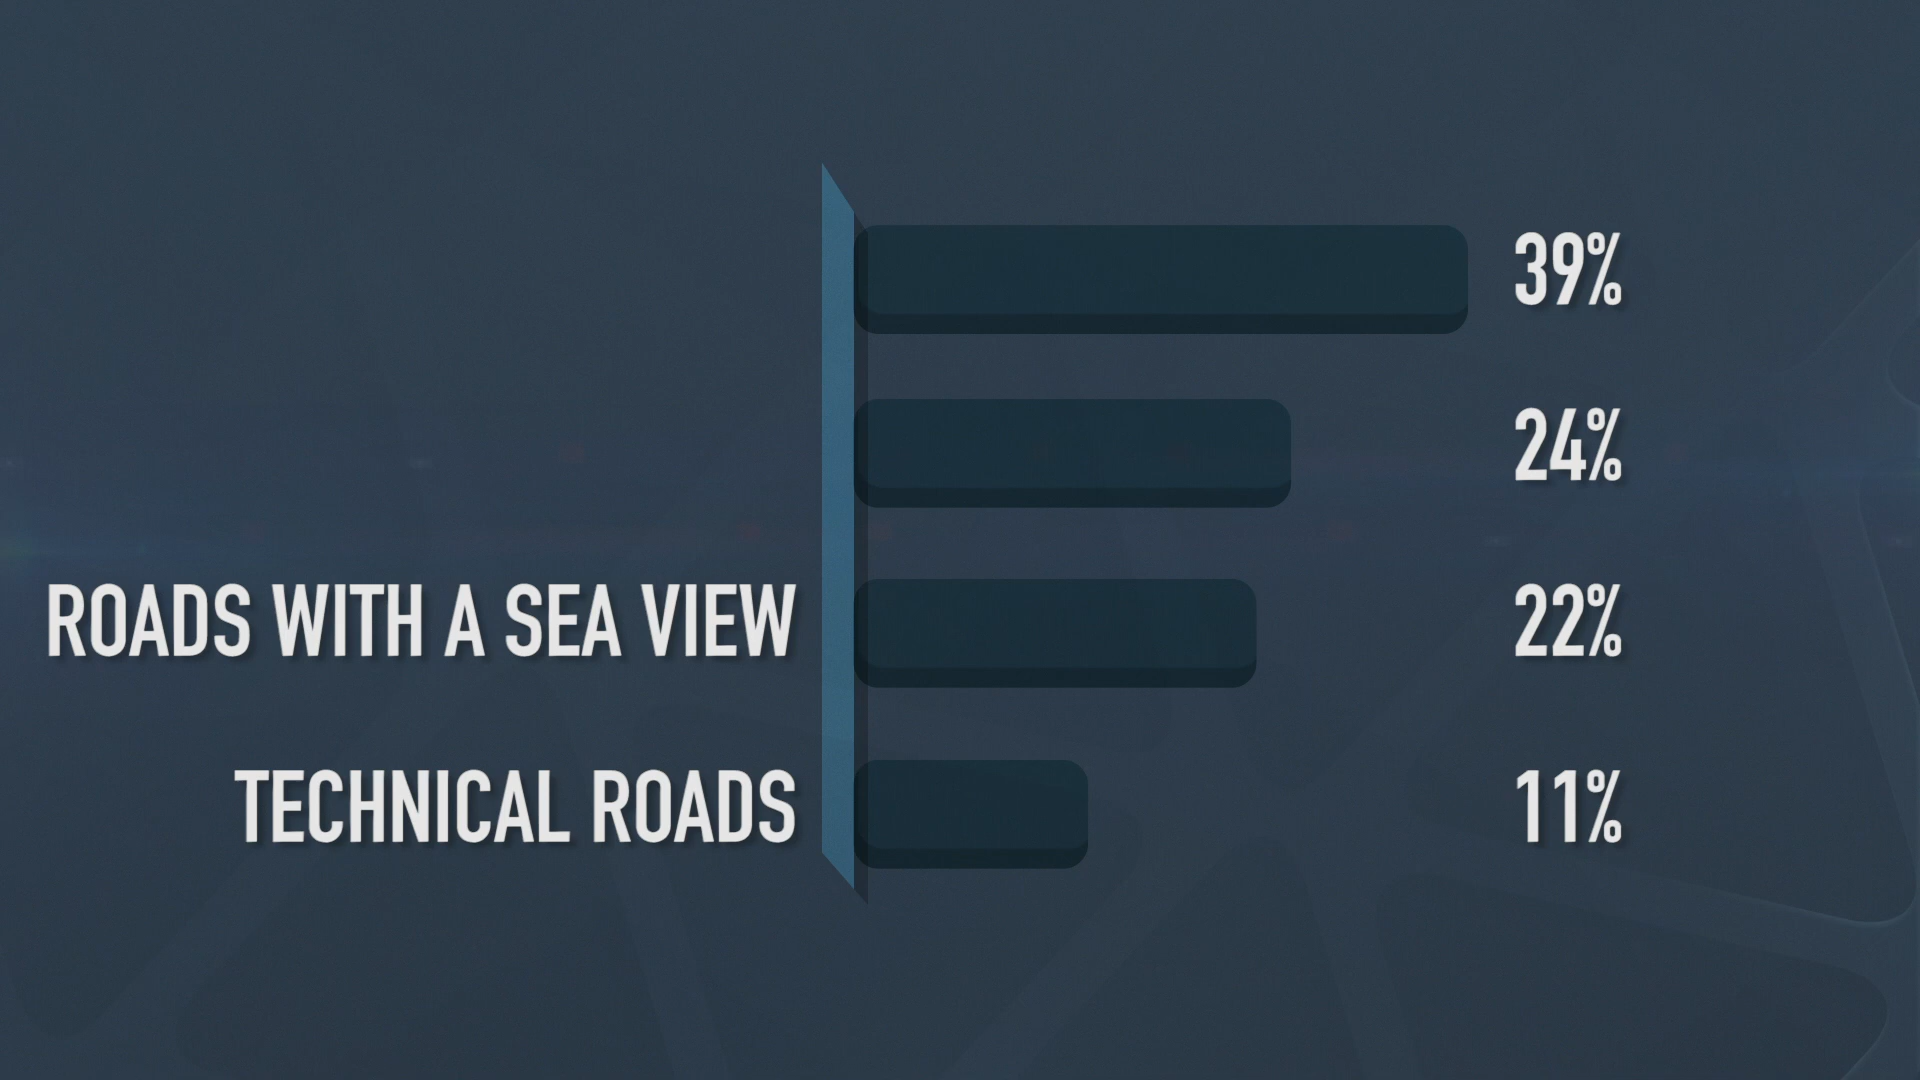 39%
24%
ROADS WITH A SEA VIEW 22%
TECHNICAL ROADS 11%